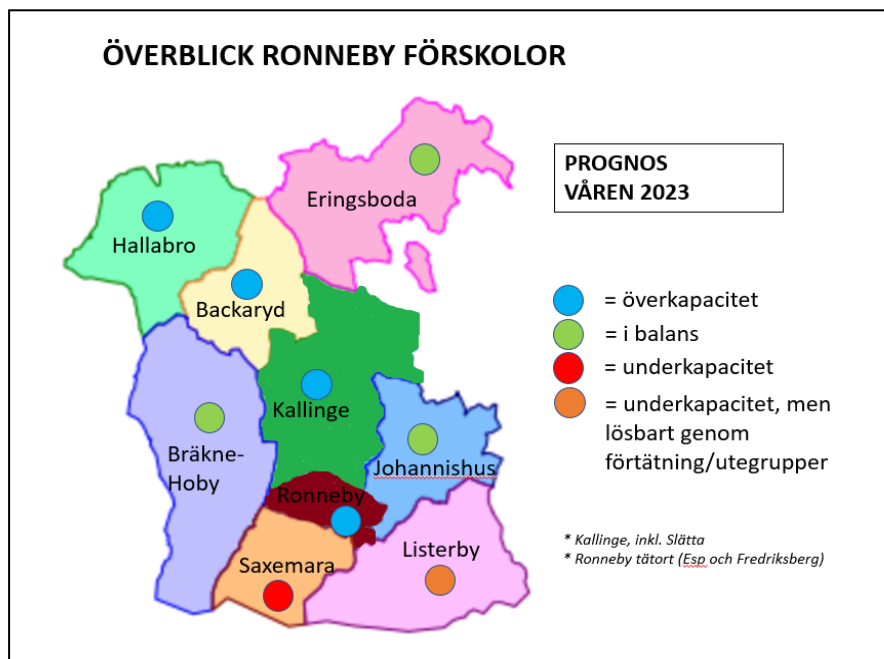 ÖVERBLICK RONNEBY FÖRSKOLOR
PROGNOS
VÅREN 2023
Eringsboda
Hallabro
Backaryd
Kallinge
Bräkne-
Hoby
Johannishus
Ronneby
Saxemara
Listerby
= överkapacitet
= i balans
= underkapacitet
= underkapacitet, men
lösbart genom
förtätning/utegrupper
* Kallinge, inkl. Slätta
* Ronneby tätort (Esp och Fredriksberg)